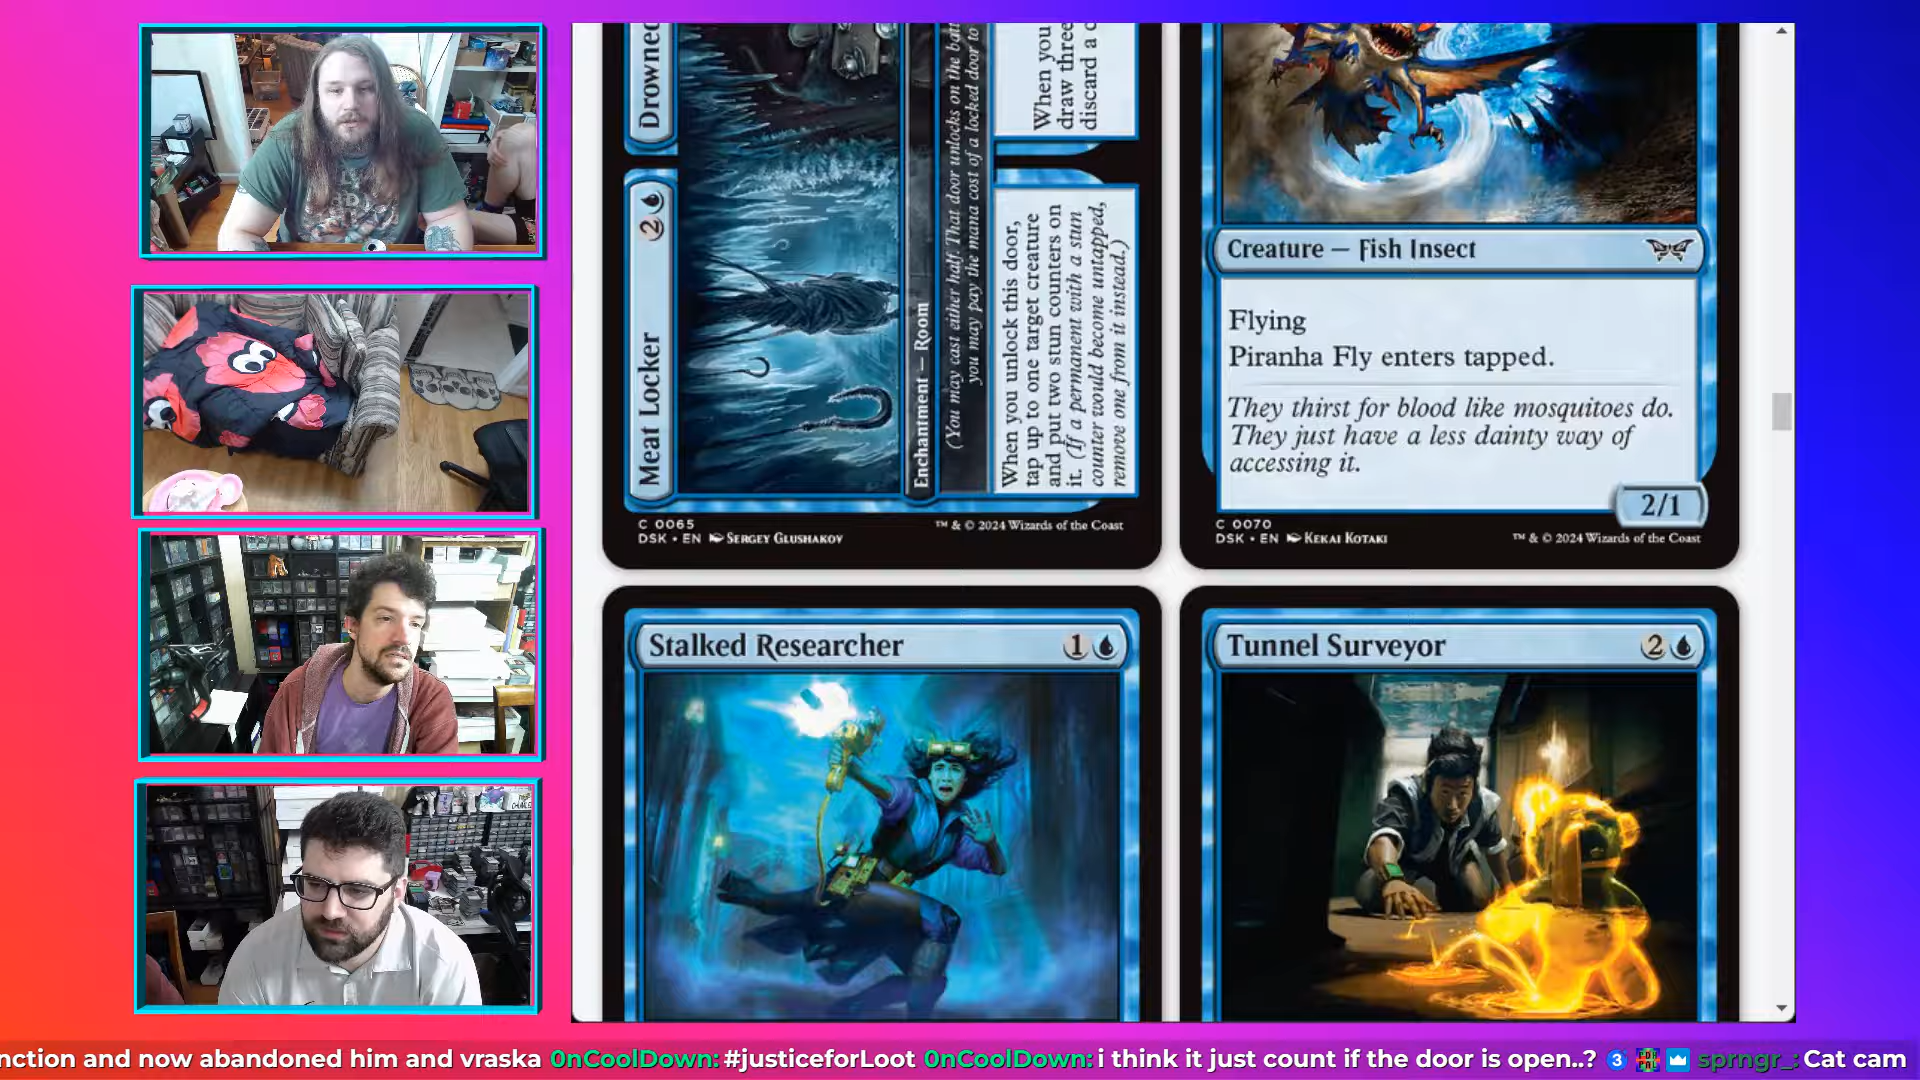 Drowned
When you
draw three
discard a c
Meat Locker 2
Enchantment — Room
(You may cast either half. That door unlocks on the batt
you may pay the mana cost of a locked door to
When you unlock this door,
tap up to one target creature
and put two stun counters on
it. (If a permanent with a stun
counter would become untapped,
remove one from it instead.)
C 0065
DSK • EN SERGEY GLUSHAKOV
™ & © 2024 Wizards of the Coast
Creature — Fish Insect
Flying
Piranha Fly enters tapped.
They thirst for blood like mosquitoes do.
They just have a less dainty way of
accessing it.
2/1
C 0070
DSK • EN KEKAI KOTAKI
™ & © 2024 Wizards of the Coast
Stalked Researcher 1
Tunnel Surveyor 2
nction and now abandoned him and vraska 0nCoolDown: #justiceforLoot 0nCoolDown: i think it just count if the door is open..? 3 sprngr_: Cat cam